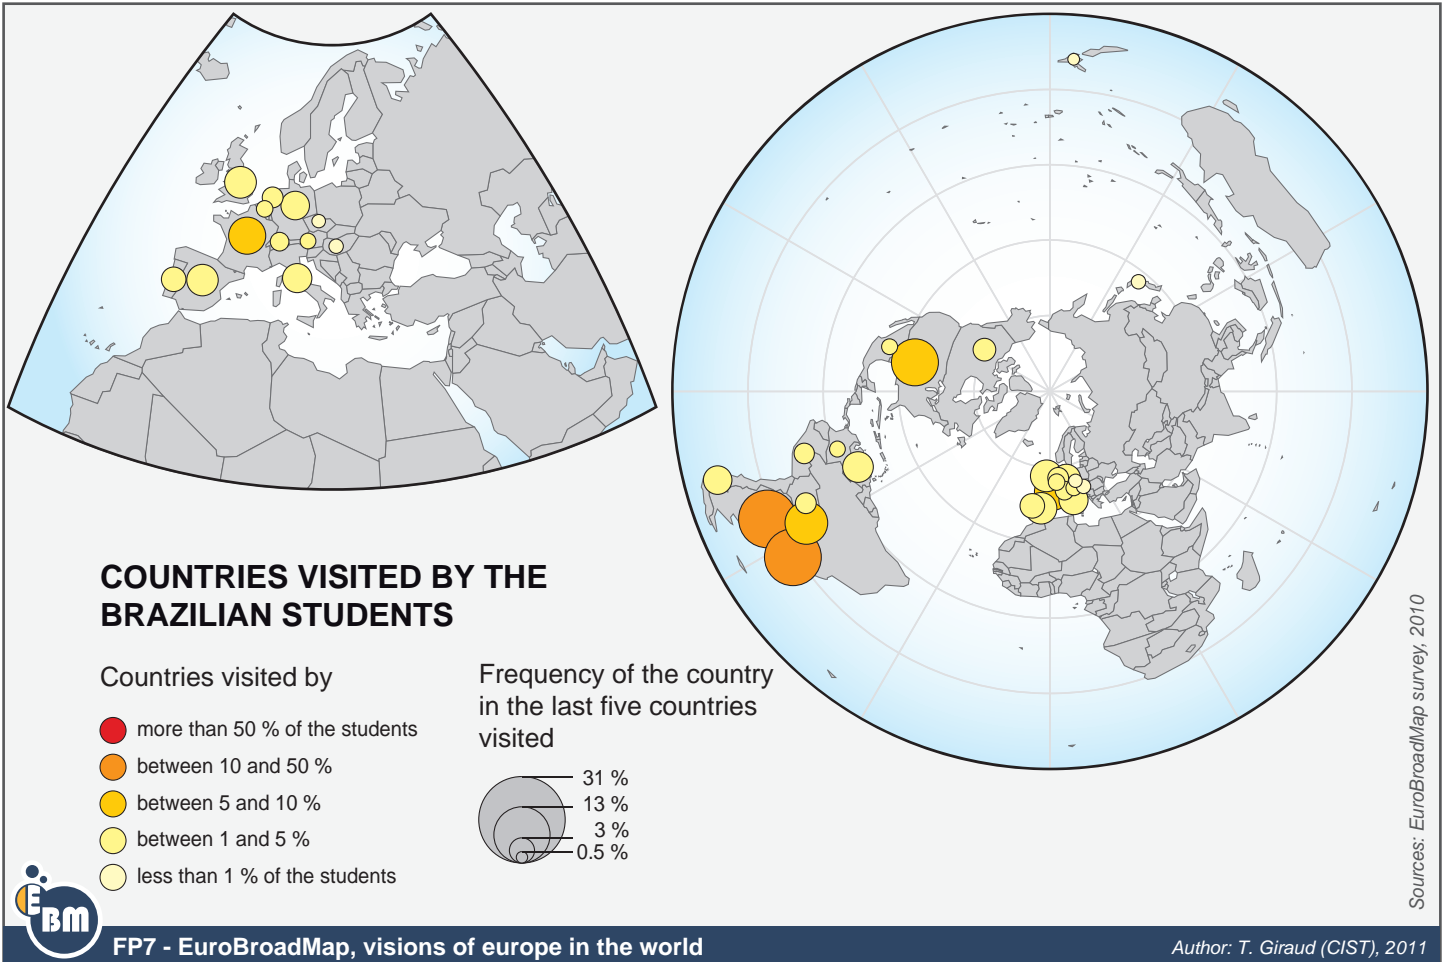 COUNTRIES VISITED BY THE
BRAZILIAN STUDENTS
Countries visited by
more than 50 % of the students
between 10 and 50 %
between 5 and 10 %
between 1 and 5 %
less than 1 % of the students
Frequency of the country
in the last five countries
visited
31 %
13 %
3 %
0.5 %
Sources: EuroBroadMap survey, 2010
EBM
FP7 - EuroBroadMap, visions of europe in the world
Author: T. Giraud (CIST), 2011